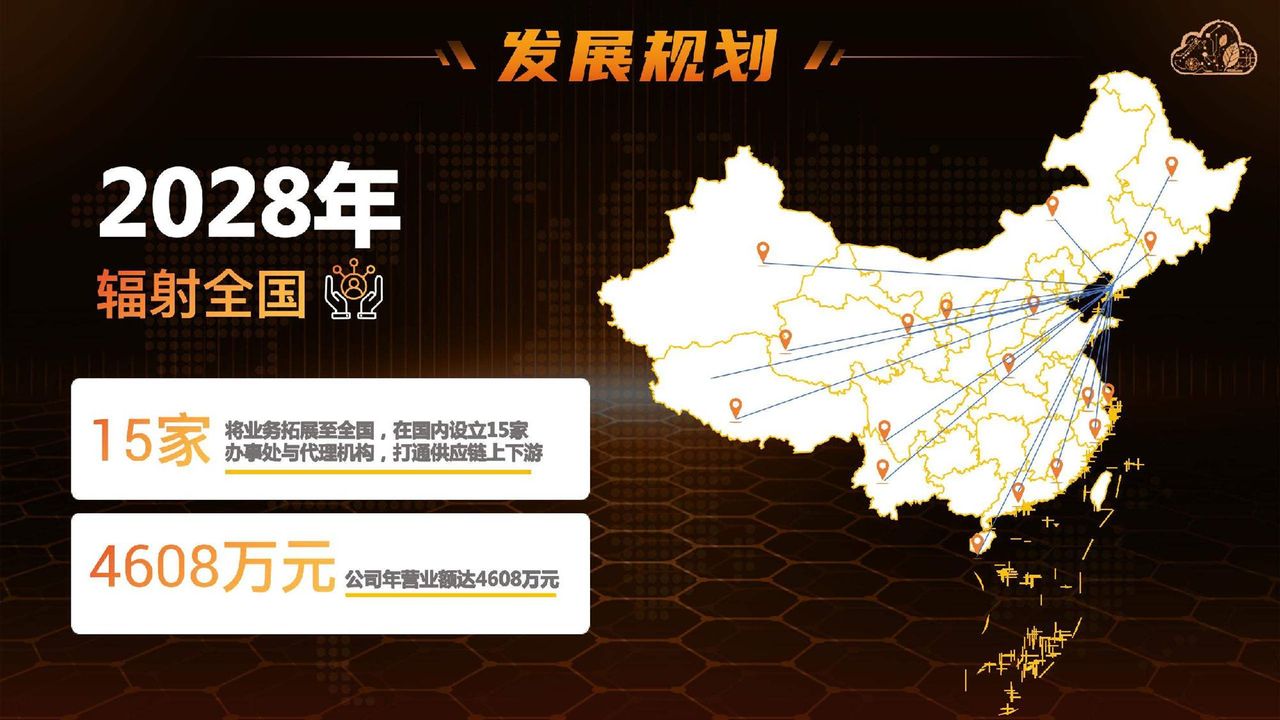 发展规划
2028年
辐射全国
15家
将业务拓展至全国，在国内设立15家
办事处与代理机构，打通供应链上下游
4608万元
公司年营业额达4608万元